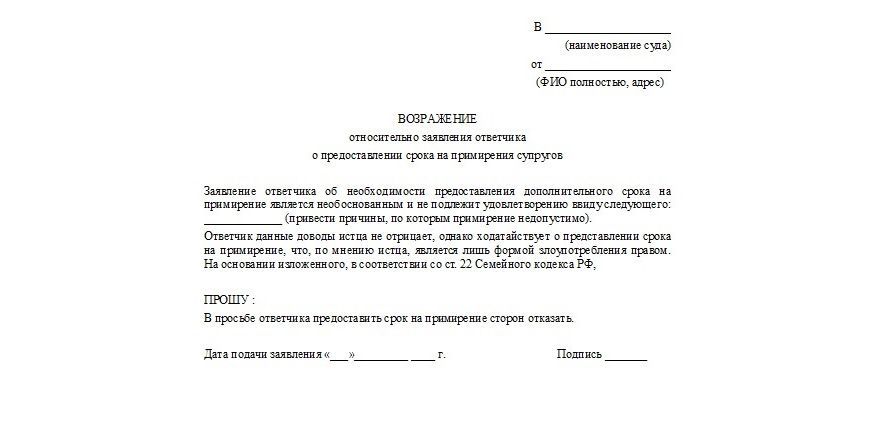 В _____________________
(наименование суда)
от _____________________
(ФИО полностью, адрес)
ВОЗРАЖЕНИЕ
относительно заявления ответчика
о предоставлении срока на примирения супругов
Заявление ответчика об необходимости предоставления дополнительного срока на
примирение является необоснованным и не подлежит удовлетворению ввиду следующего:
_____________ (привести причины, по которым примирение недопустимо).
Ответчик данные доводы истца не отрицает, однако ходатайствует о представлении срока
на примирение, что, по мнению истца, является лишь формой злоупотребления правом.
На основании изложенного, в соответствии со ст. 22 Семейного кодекса РФ,
ПРОШУ :
В просьбе ответчика предоставить срок на примирение сторон отказать.
Дата подачи заявления «___»_________ ____ г. Подпись _______